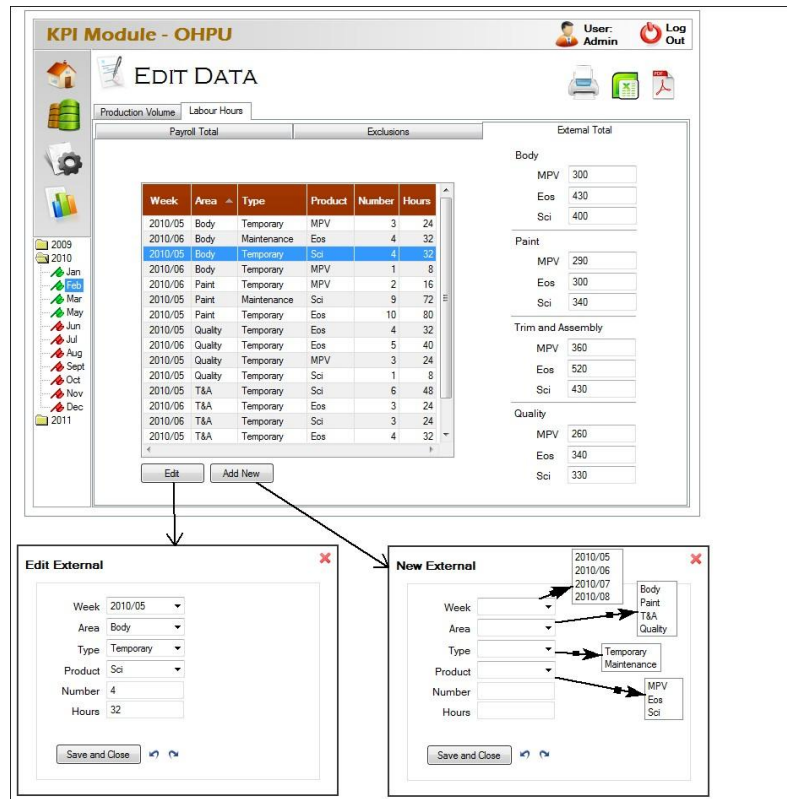 KPI Module - OHPU
User: Admin
Log Out
EDIT DATA
PDF
Production Volume Labour Hours
Payroll Total Exclusions External Total
2009
2010
Jan
Feb
Mar
May
Jun
Jul
Aug
Sept
Oct
Nov
Dec
2011
Week Area Type Product Number Hours
2010/05 Body Temporary MPV 3 24
2010/06 Body Maintenance Eos 4 32
2010/05 Body Temporary Sci 4 32
2010/06 Body Temporary MPV 1 8
2010/06 Paint Temporary MPV 2 16
2010/05 Paint Maintenance Sci 9 72
2010/05 Paint Temporary Eos 10 80
2010/05 Quality Temporary Eos 4 32
2010/06 Quality Temporary Eos 5 40
2010/05 Quality Temporary MPV 3 24
2010/05 Quality Temporary Sci 1 8
2010/05 T&A Temporary Sci 6 48
2010/06 T&A Temporary Eos 3 24
2010/06 T&A Temporary Sci 3 24
2010/05 T&A Temporary Eos 4 32
Edit Add New
Body
MPV 300
Eos 430
Sci 400
Paint
MPV 290
Eos 300
Sci 340
Trim and Assembly
MPV 360
Eos 520
Sci 430
Quality
MPV 260
Eos 340
Sci 330
Edit External
Week 2010/05
Area Body
Type Temporary
Product Sci
Number 4
Hours 32
Save and Close
New External
Week
Area
Type
Product
Number
Hours
Save and Close
2010/05
2010/06
2010/07
2010/08
Body
Paint
T&A
Quality
Temporary
Maintenance
MPV
Eos
Sci